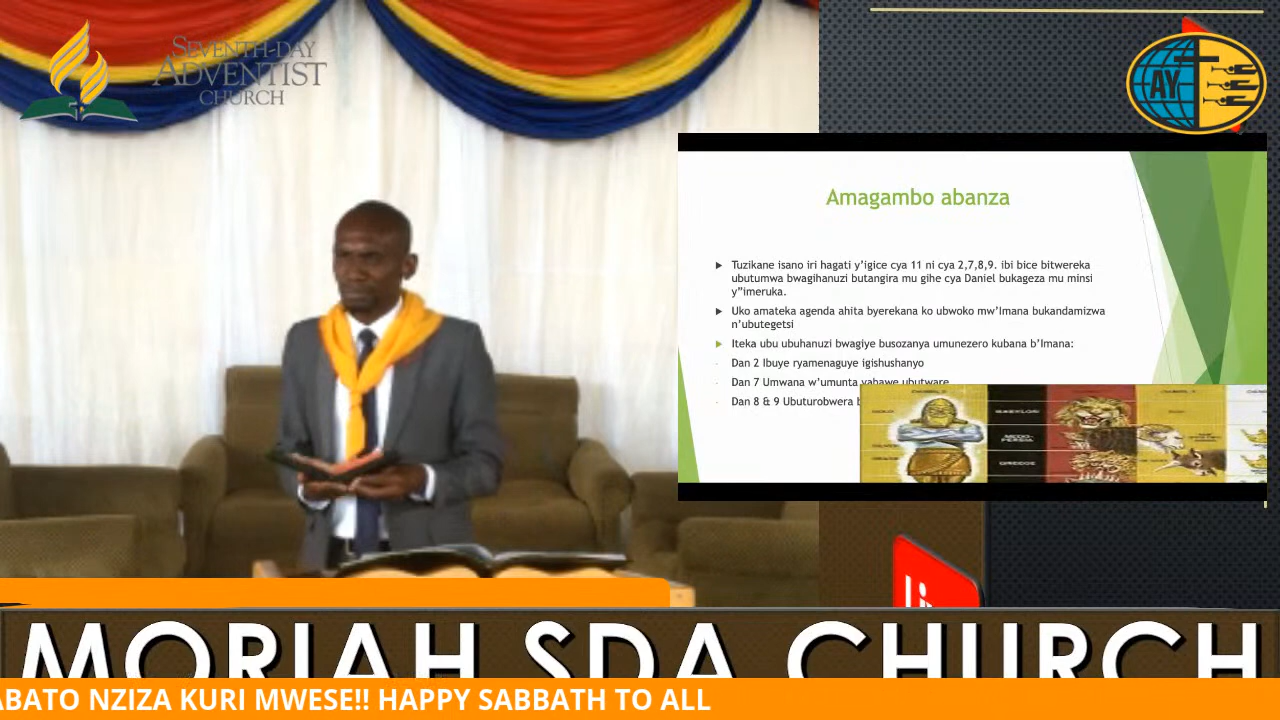 SEVENTH-DAY
ADVENTIST
CHURCH
AY
Amagambo abanza
Tuzikane isano iri hagati y’igice cya 11 ni cya 2,7,8,9. ibi bice bitwereka
ubutumwa bwagihanuzi butangira mu gihe cya Daniel bukageza mu minsi
y”imeruka.
Uko amateka agenda ahita byerekana ko ubwoko mw’Imana bukandamizwa
n’ubutegetsi
Iteka ubu ubuhanuzi bwagiye busozanya umunezero kubana b’Imana:
Dan 2 Ibuye ryamenaguye igishushanyo
Dan 7 Umwana w’umunta yahawe ubutware
Dan 8 & 9 Ubuturobwera
BABYLON
MEDO-
PERSIA
GREECE
MORIAH SDA CHURCH
ABATO NZIZA KURI MWESE!! HAPPY SABBATH TO ALL